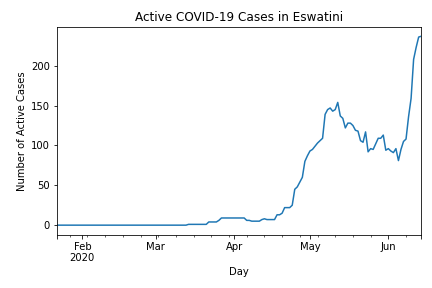 Active COVID-19 Cases in Eswatini
Number of Active Cases
200
150
100
50
0
Feb
2020
Mar
Apr
May
Jun
Day